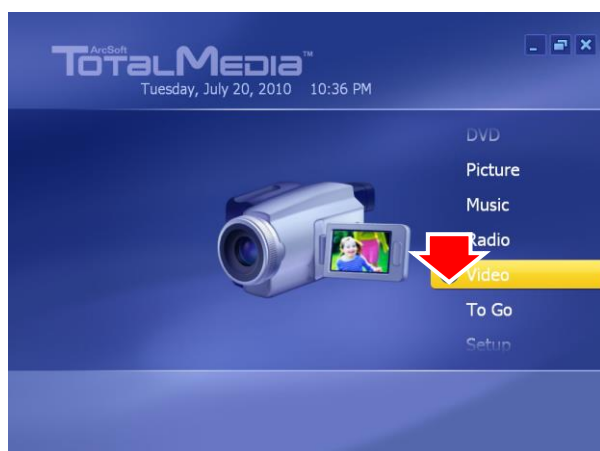 ArcSoft
TOTALMEDIA™
Tuesday, July 20, 2010 10:36 PM
DVD
Picture
Music
Radio
Video
To Go
Setup